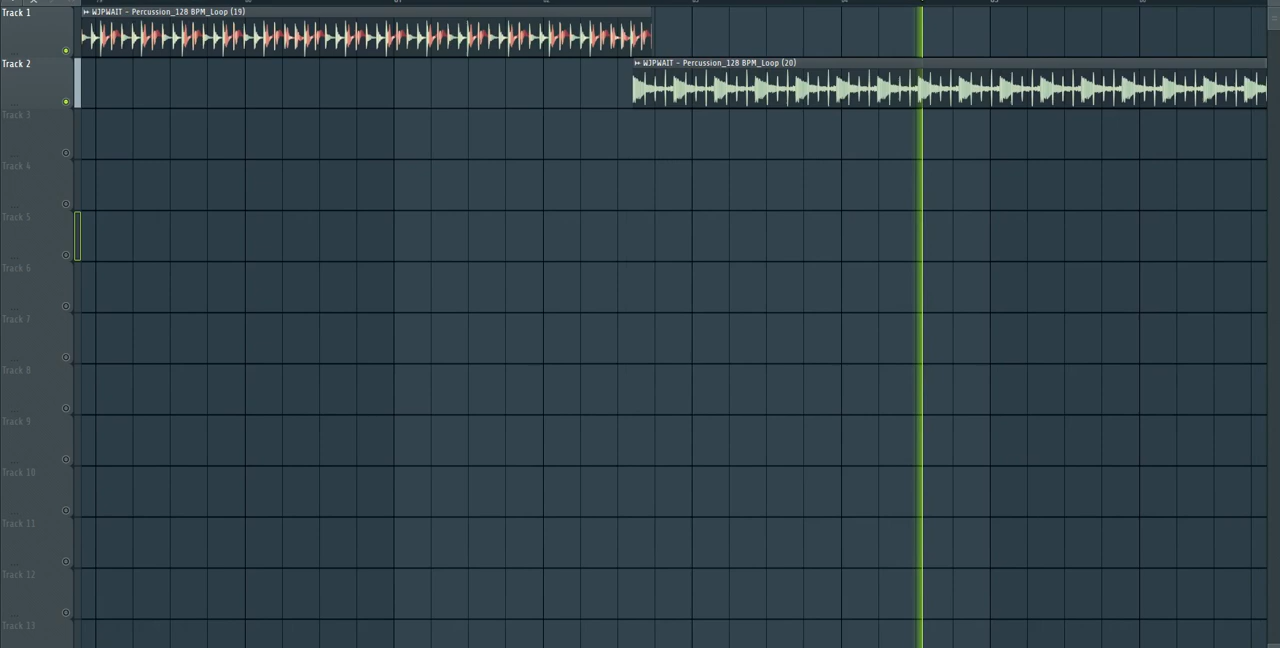 Track 1
WJPWAIT - Percussion_128 BPM_Loop (19)
Track 2
WJPWAIT - Percussion_128 BPM_Loop (20)
Track 3
Track 4
Track 5
Track 6
Track 7
Track 8
Track 9
Track 10
Track 11
Track 12
Track 13